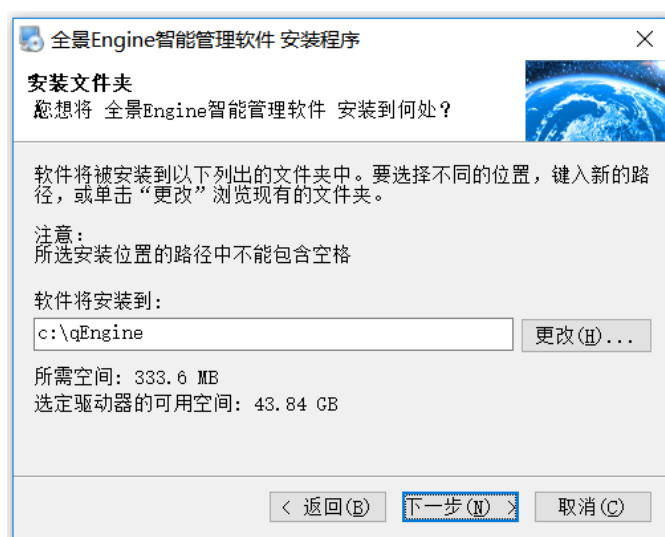 全景Engine智能管理软件 安装程序
安装文件夹
您想将 全景Engine智能管理软件 安装到何处？
软件将被安装到以下列出的文件夹中。要选择不同的位置，键入新的路
径，或单击“更改”浏览现有的文件夹。
注意：
所选安装位置的路径中不能包含空格
软件将安装到：
c:\qEngine
更改(H)...
所需空间: 333.6 MB
选定驱动器的可用空间: 43.84 GB
< 返回(B)
下一步(N) >
取消(C)